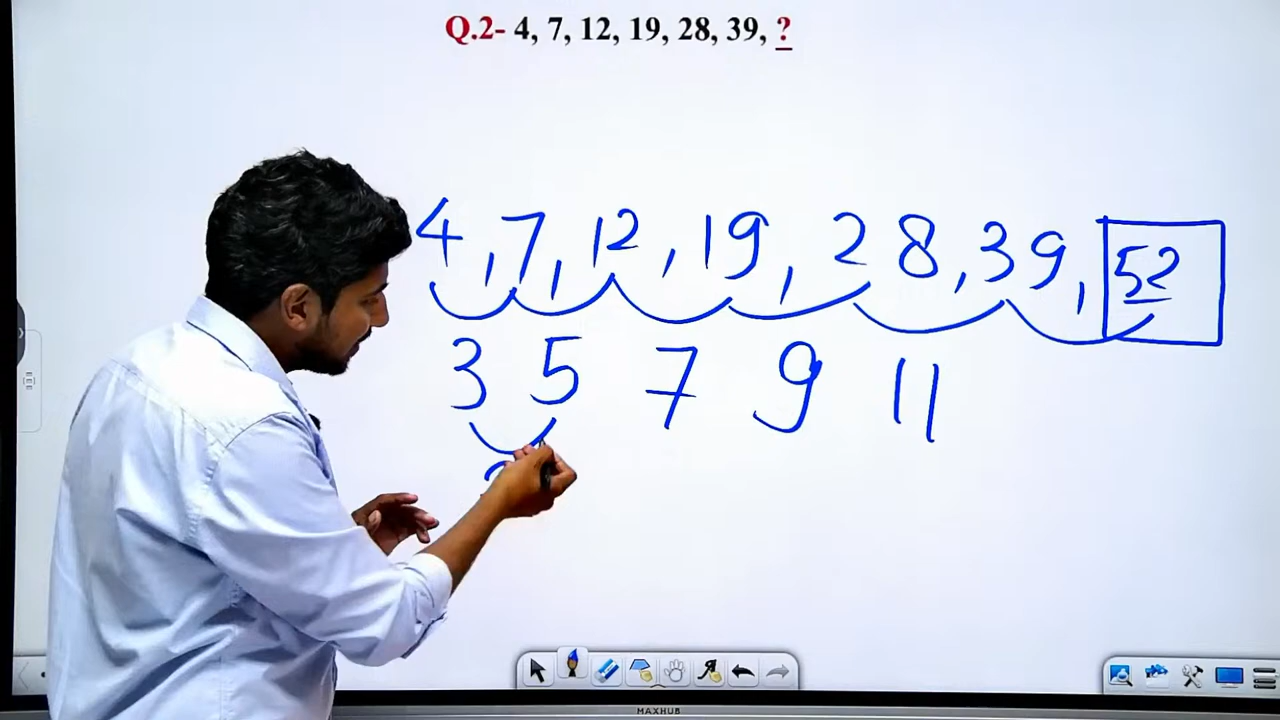 Q.2- 4, 7, 12, 19, 28, 39, ?
4, 7, 12, 19, 28, 39, 52
3 5 7 9 11
MAXHUB